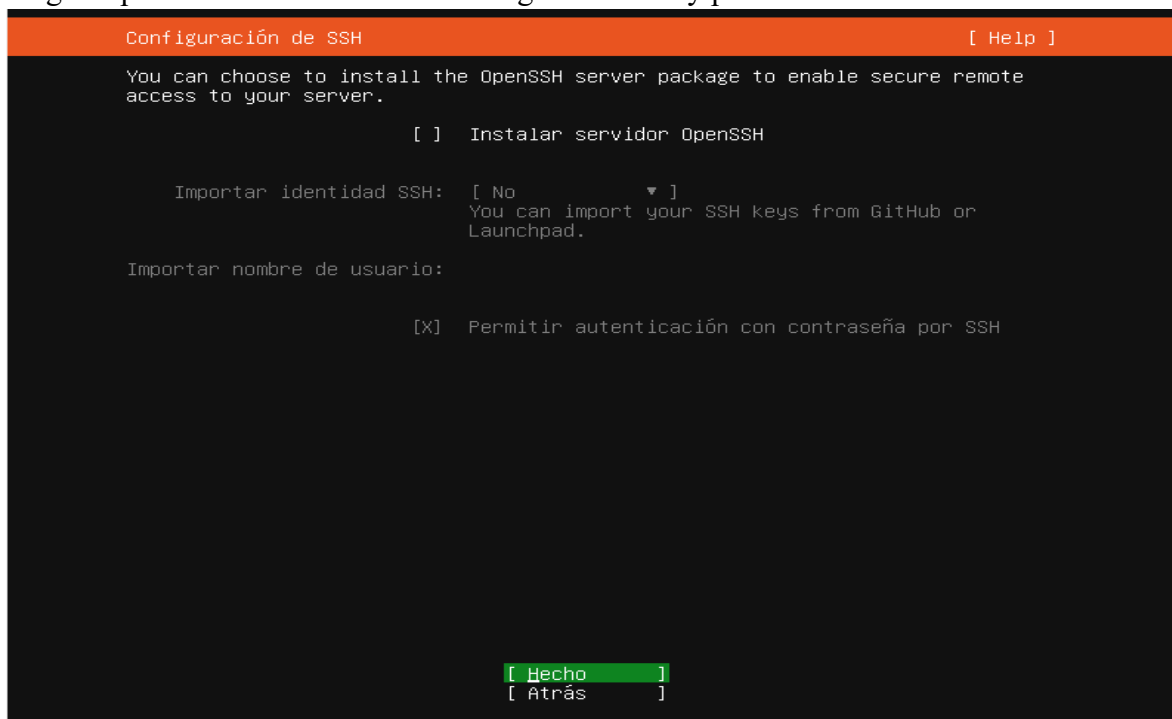 Configuración de SSH [ Help ]
You can choose to install the OpenSSH server package to enable secure remote
access to your server.
[ ] Instalar servidor OpenSSH
Importar identidad SSH: [ No ▾ ]
You can import your SSH keys from GitHub or
Launchpad.
Importar nombre de usuario:
[X] Permitir autenticación con contraseña por SSH
[ Hecho ]
[ Atrás ]